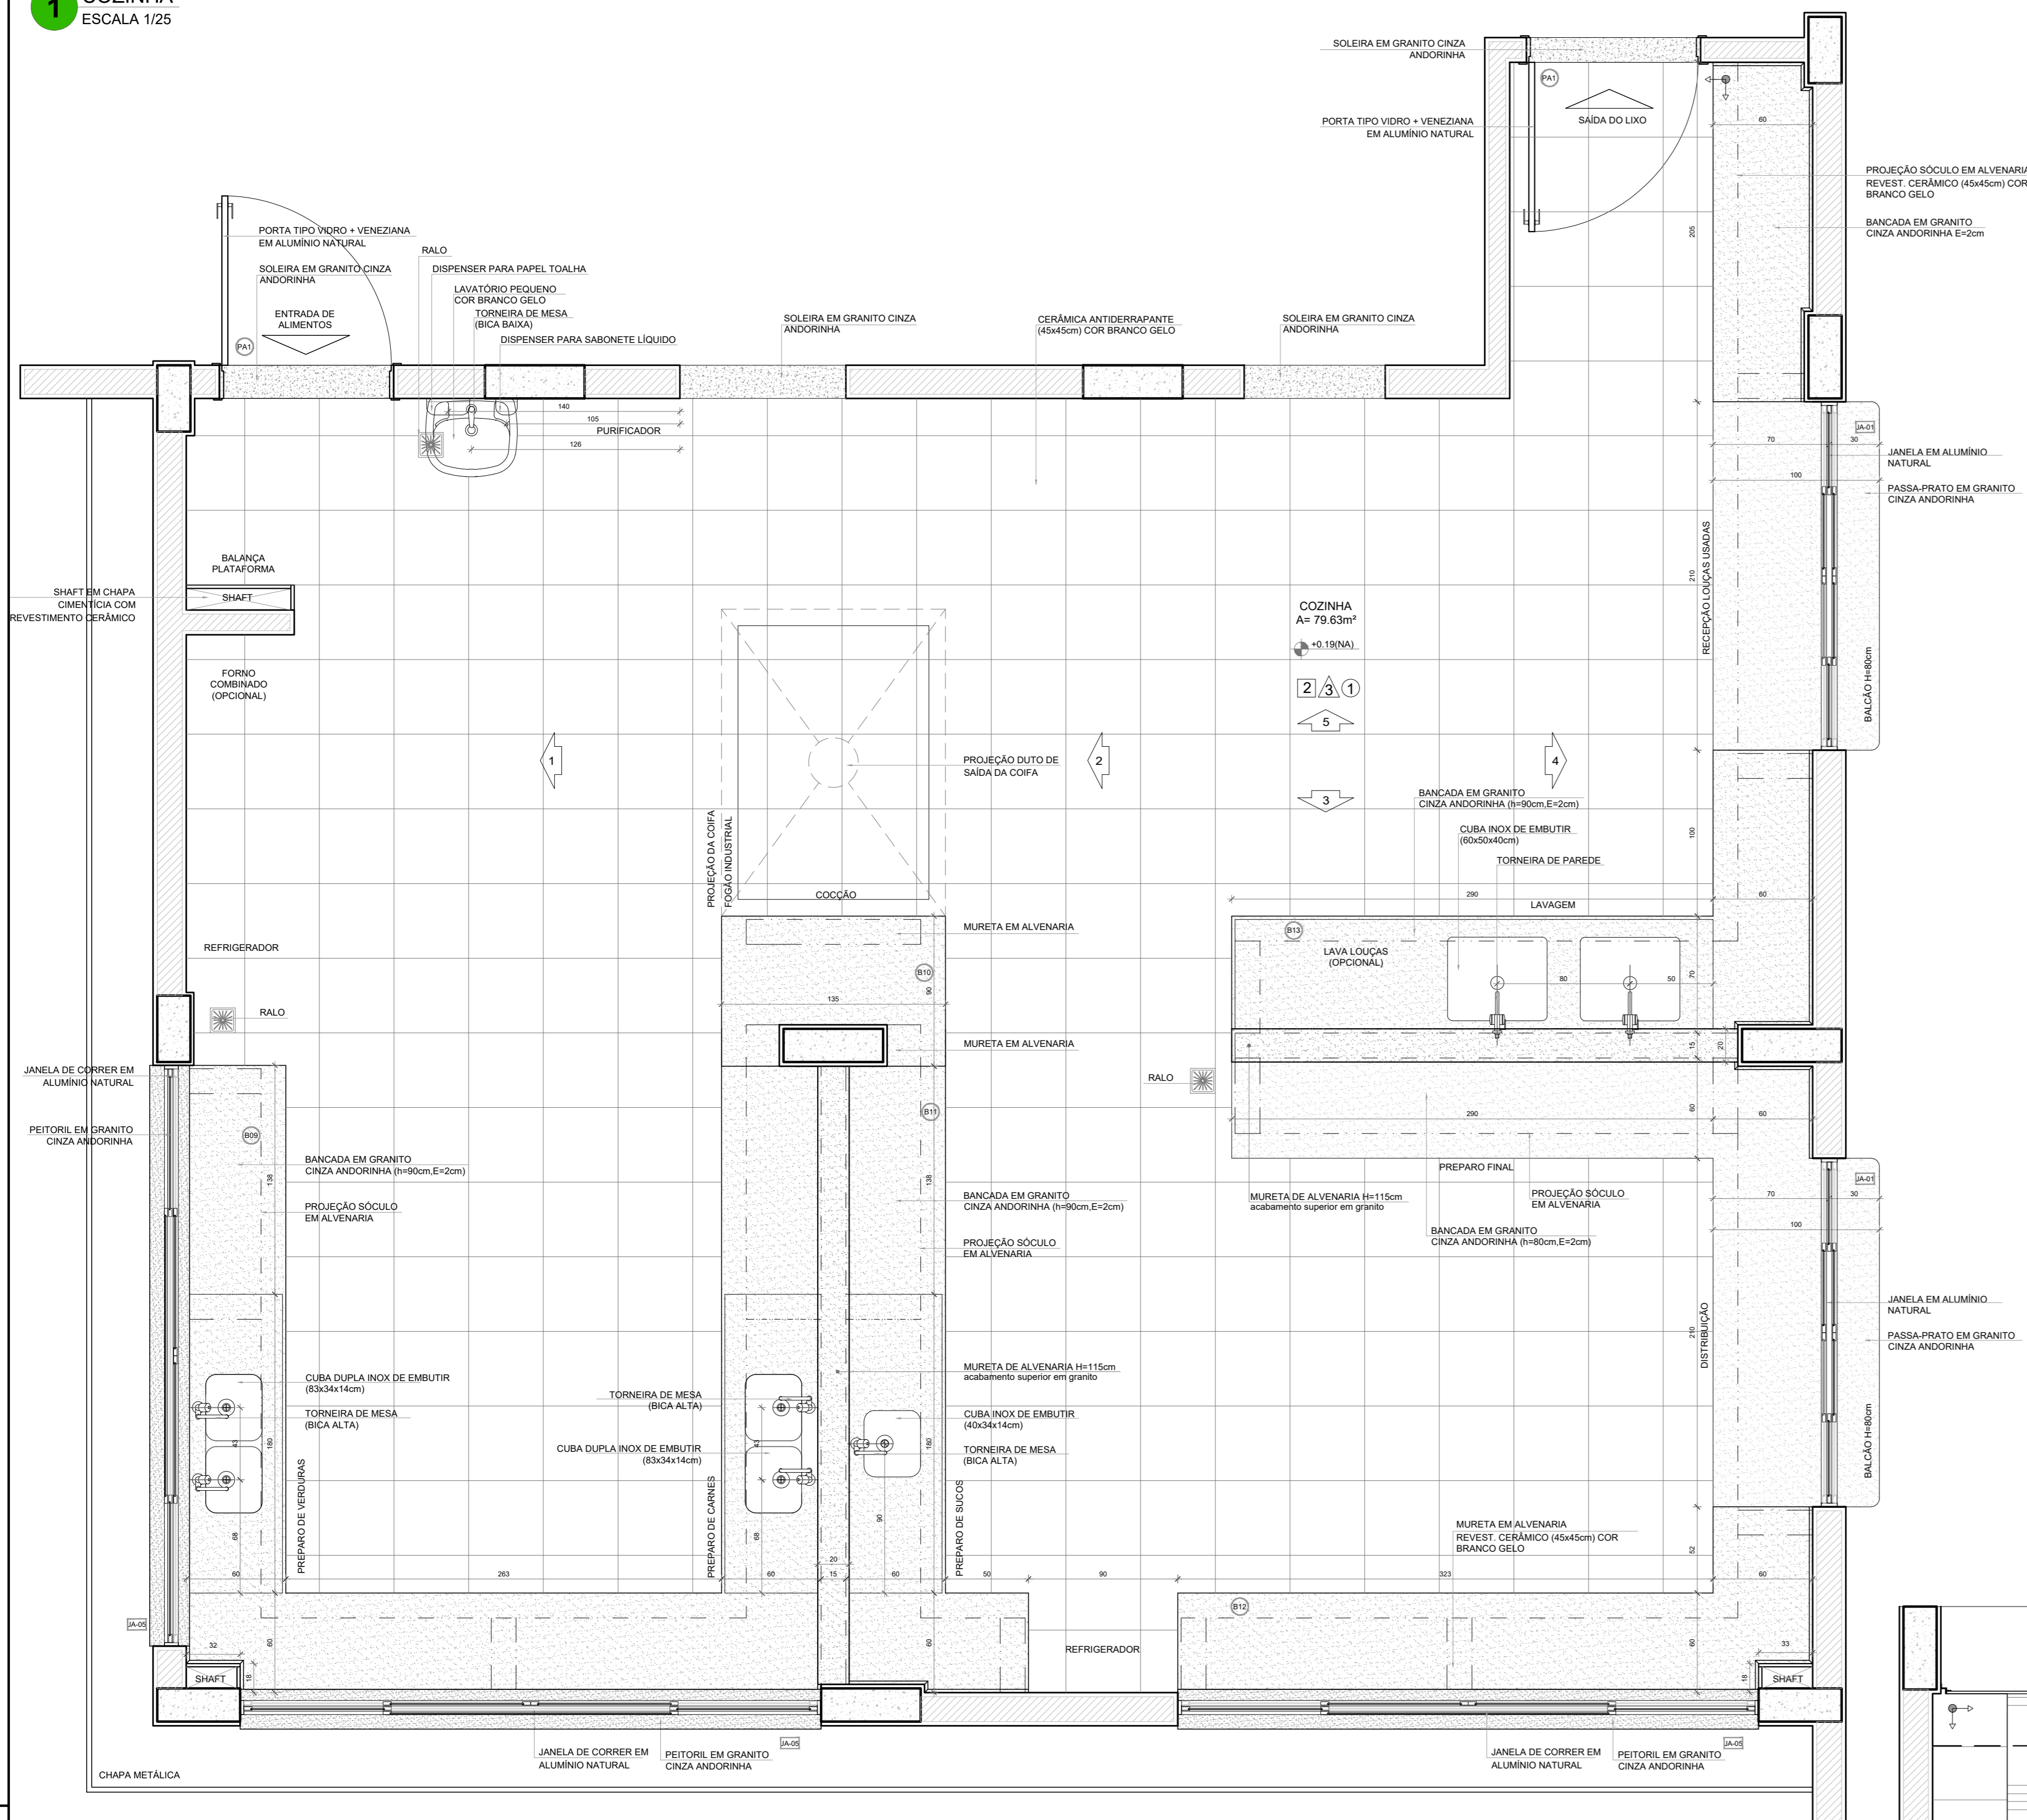 1
COZINHA
ESCALA 1/25
SOLEIRA EM GRANITO CINZA
ANDORINHA
PA1
SAÍDA DO LIXO
PORTA TIPO VIDRO + VENEZIANA
EM ALUMÍNIO NATURAL
60
PROJEÇÃO SÓCULO EM ALVENARIA
REVEST. CERÂMICO (45x45cm) COR
BRANCO GELO
BANCADA EM GRANITO
CINZA ANDORINHA E=2cm
205
PORTA TIPO VIDRO + VENEZIANA
EM ALUMÍNIO NATURAL
RALO
SOLEIRA EM GRANITO CINZA
ANDORINHA
DISPENSER PARA PAPEL TOALHA
LAVATÓRIO PEQUENO
COR BRANCO GELO
TORNEIRA DE MESA
(BICA BAIXA)
DISPENSER PARA SABONETE LÍQUIDO
ENTRADA DE
ALIMENTOS
PA1
SOLEIRA EM GRANITO CINZA
ANDORINHA
CERÂMICA ANTIDERRAPANTE
(45x45cm) COR BRANCO GELO
SOLEIRA EM GRANITO CINZA
ANDORINHA
140
105
PURIFICADOR
126
JA-01
70
30
100
JANELA EM ALUMÍNIO
NATURAL
PASSA-PRATO EM GRANITO
CINZA ANDORINHA
RECEPÇÃO LOUÇAS USADAS
210
BALCÃO H=80cm
BALANÇA
PLATAFORMA
SHAFT
SHAFT EM CHAPA
CIMENTÍCIA COM
REVESTIMENTO CERÂMICO
FORNO
COMBINADO
(OPCIONAL)
COZINHA
A= 79.63m²
+0.19(NA)
2
3
1
5
1
2
4
3
PROJEÇÃO DUTO DE
SAÍDA DA COIFA
PROJEÇÃO DA COIFA
FOGÃO INDUSTRIAL
COCÇÃO
BANCADA EM GRANITO
CINZA ANDORINHA (h=90cm,E=2cm)
CUBA INOX DE EMBUTIR
(60x50x40cm)
TORNEIRA DE PAREDE
100
290
60
LAVAGEM
MURETA EM ALVENARIA
B13
LAVA LOUÇAS
(OPCIONAL)
80
50
70
REFRIGERADOR
B10
90
135
RALO
MURETA EM ALVENARIA
15
20
RALO
JANELA DE CORRER EM
ALUMÍNIO NATURAL
PEITORIL EM GRANITO
CINZA ANDORINHA
B09
B11
290
60
60
PREPARO FINAL
BANCADA EM GRANITO
CINZA ANDORINHA (h=90cm,E=2cm)
138
PROJEÇÃO SÓCULO
EM ALVENARIA
138
BANCADA EM GRANITO
CINZA ANDORINHA (h=90cm,E=2cm)
PROJEÇÃO SÓCULO
EM ALVENARIA
MURETA DE ALVENARIA H=115cm
acabamento superior em granito
PROJEÇÃO SÓCULO
EM ALVENARIA
BANCADA EM GRANITO
CINZA ANDORINHA (h=80cm,E=2cm)
JA-01
70
30
100
JANELA EM ALUMÍNIO
NATURAL
PASSA-PRATO EM GRANITO
CINZA ANDORINHA
210
DISTRIBUIÇÃO
BALCÃO H=80cm
CUBA DUPLA INOX DE EMBUTIR
(83x34x14cm)
TORNEIRA DE MESA
(BICA ALTA)
43
180
68
PREPARO DE VERDURAS
TORNEIRA DE MESA
(BICA ALTA)
CUBA DUPLA INOX DE EMBUTIR
(83x34x14cm)
43
68
PREPARO DE CARNES
MURETA DE ALVENARIA H=115cm
acabamento superior em granito
CUBA INOX DE EMBUTIR
(40x34x14cm)
TORNEIRA DE MESA
(BICA ALTA)
180
90
PREPARO DE SUCOS
MURETA EM ALVENARIA
REVEST. CERÂMICO (45x45cm) COR
BRANCO GELO
52
60
263
60
20
15
60
50
90
323
60
JA-05
32
60
SHAFT
18
60
REFRIGERADOR
B12
60
33
SHAFT
18
JA-05
JANELA DE CORRER EM
ALUMÍNIO NATURAL
PEITORIL EM GRANITO
CINZA ANDORINHA
JA-05
JANELA DE CORRER EM
ALUMÍNIO NATURAL
PEITORIL EM GRANITO
CINZA ANDORINHA
CHAPA METÁLICA